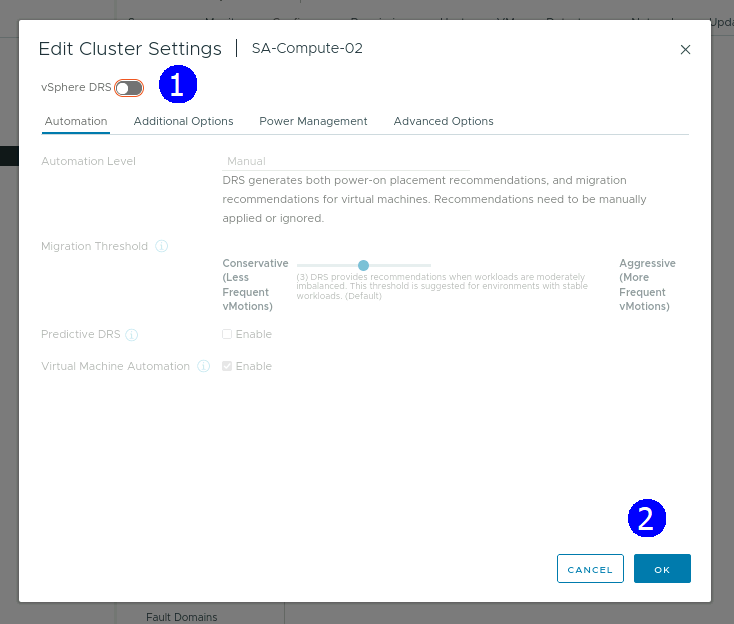 Edit Cluster Settings | SA-Compute-02
vSphere DRS
1
Automation Additional Options Power Management Advanced Options
Automation Level Manual
DRS generates both power-on placement recommendations, and migration
recommendations for virtual machines. Recommendations need to be manually
applied or ignored.
Migration Threshold
Conservative
(Less
Frequent
vMotions)
(3) DRS provides recommendations when workloads are moderately
imbalanced. This threshold is suggested for environments with stable
workloads. (Default)
Aggressive
(More
Frequent
vMotions)
Predictive DRS Enable
Virtual Machine Automation Enable
2
CANCEL OK
Fault Domains